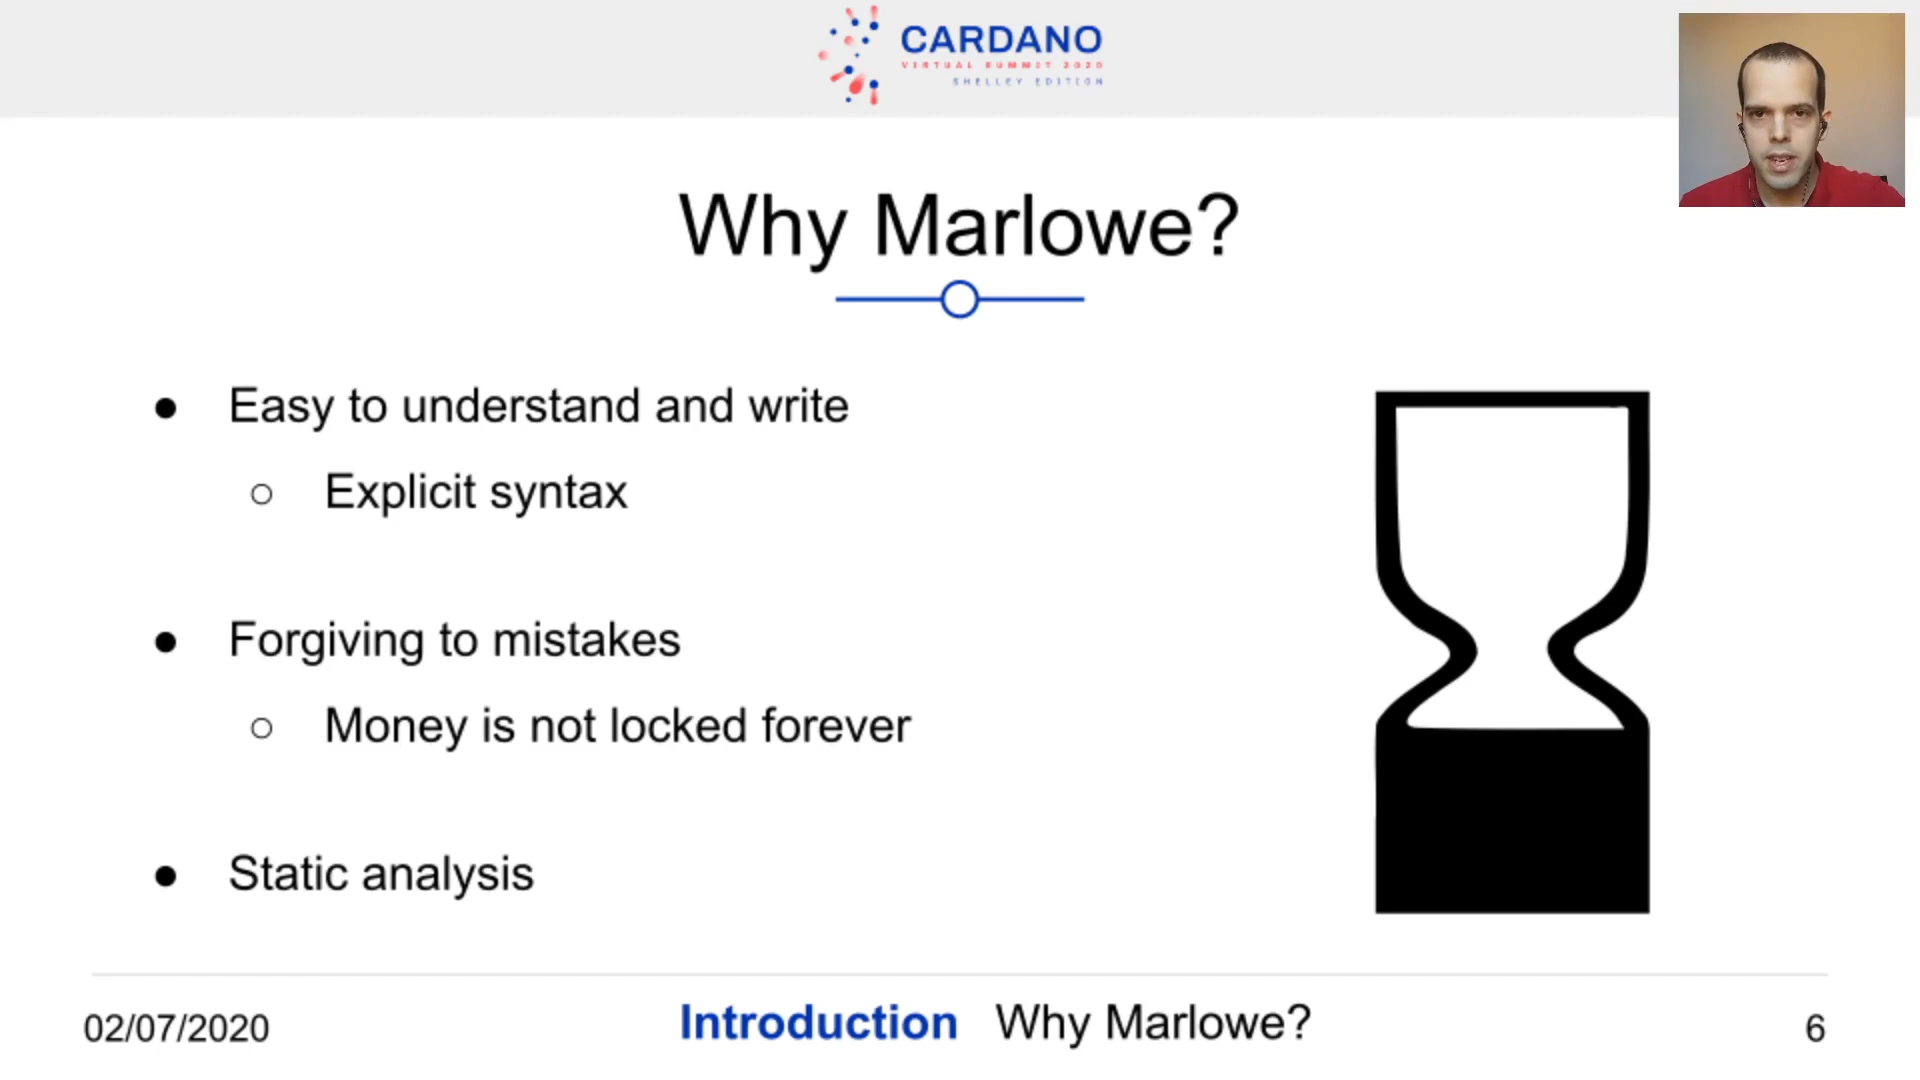 CARDANO
VIRTUAL SUMMIT 2020
SHELLEY EDITION
Why Marlowe?
● Easy to understand and write
○ Explicit syntax
● Forgiving to mistakes
○ Money is not locked forever
● Static analysis
02/07/2020 Introduction Why Marlowe? 6